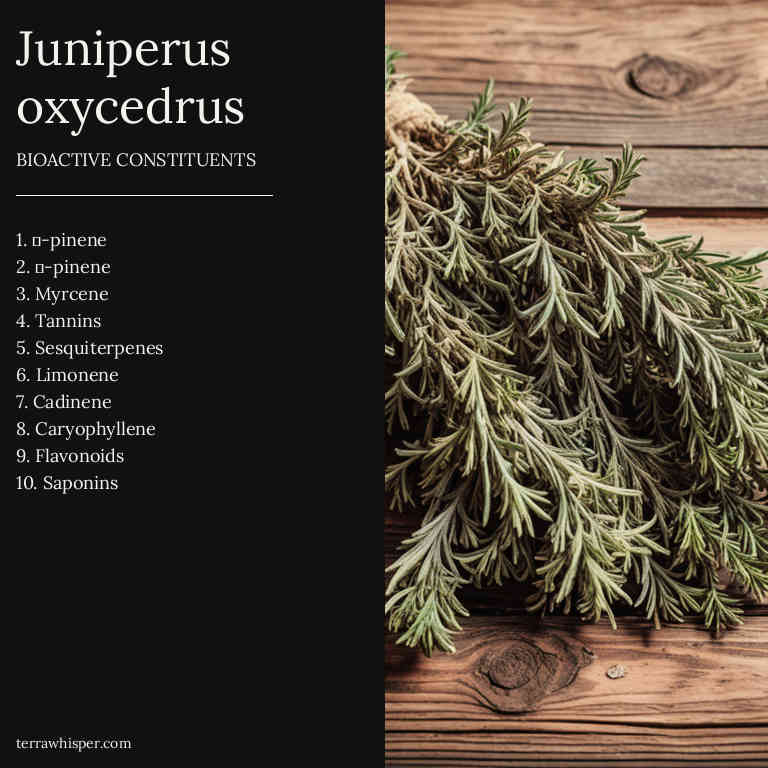 Juniperus
oxycedrus
BIOACTIVE CONSTITUENTS
1. □-pinene
2. □-pinene
3. Myrcene
4. Tannins
5. Sesquiterpenes
6. Limonene
7. Cadinene
8. Caryophyllene
9. Flavonoids
10. Saponins
terrawhisper.com